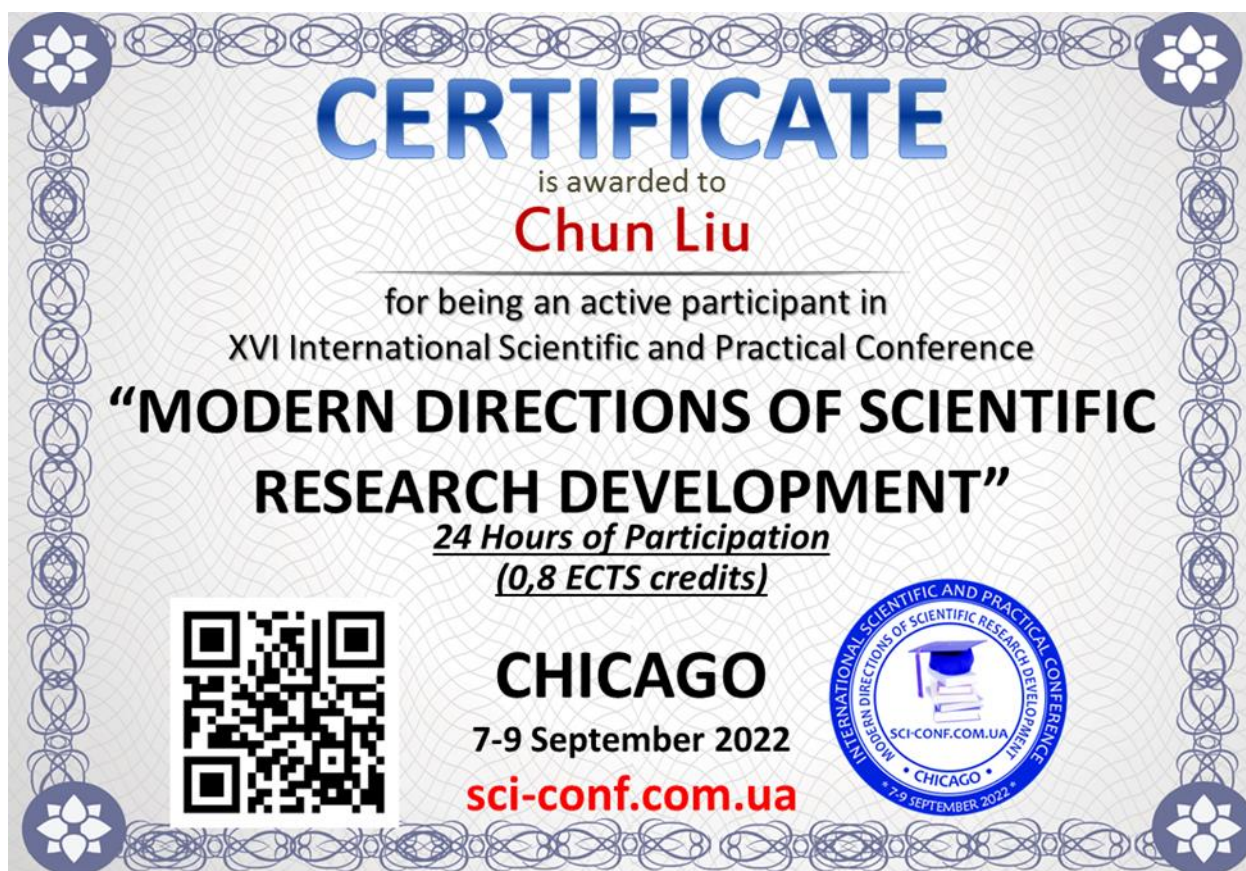 CERTIFICATE
is awarded to
Chun Liu
for being an active participant in
XVI International Scientific and Practical Conference
“MODERN DIRECTIONS OF SCIENTIFIC
RESEARCH DEVELOPMENT”
24 Hours of Participation
(0,8 ECTS credits)
CHICAGO
7-9 September 2022
sci-conf.com.ua
INTERNATIONAL SCIENTIFIC AND PRACTICAL CONFERENCE
MODERN DIRECTIONS OF SCIENTIFIC RESEARCH DEVELOPMENT
SCI-CONF.COM.UA
• CHICAGO •
* 7-9 SEPTEMBER 2022 *